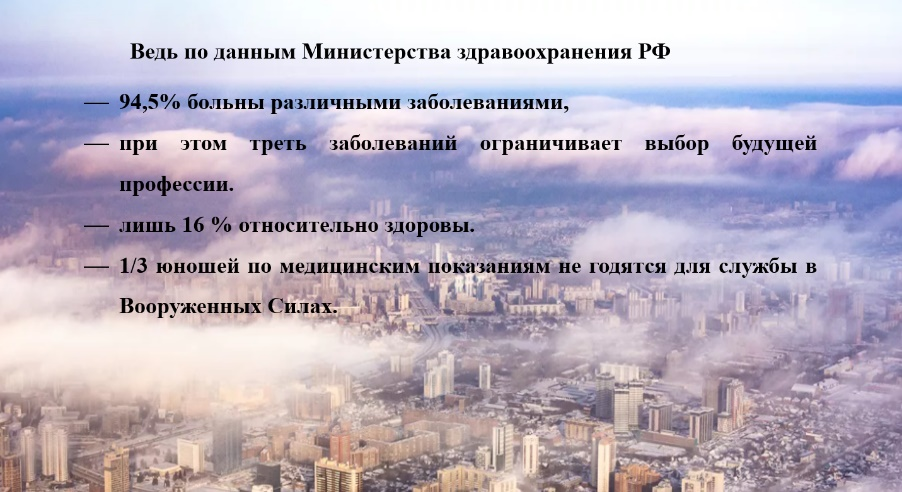 Ведь по данным Министерства здравоохранения РФ
— 94,5% больны различными заболеваниями,
— при этом треть заболеваний ограничивает выбор будущей
профессии.
— лишь 16 % относительно здоровы.
— 1/3 юношей по медицинским показаниям не годятся для службы в
Вооруженных Силах.